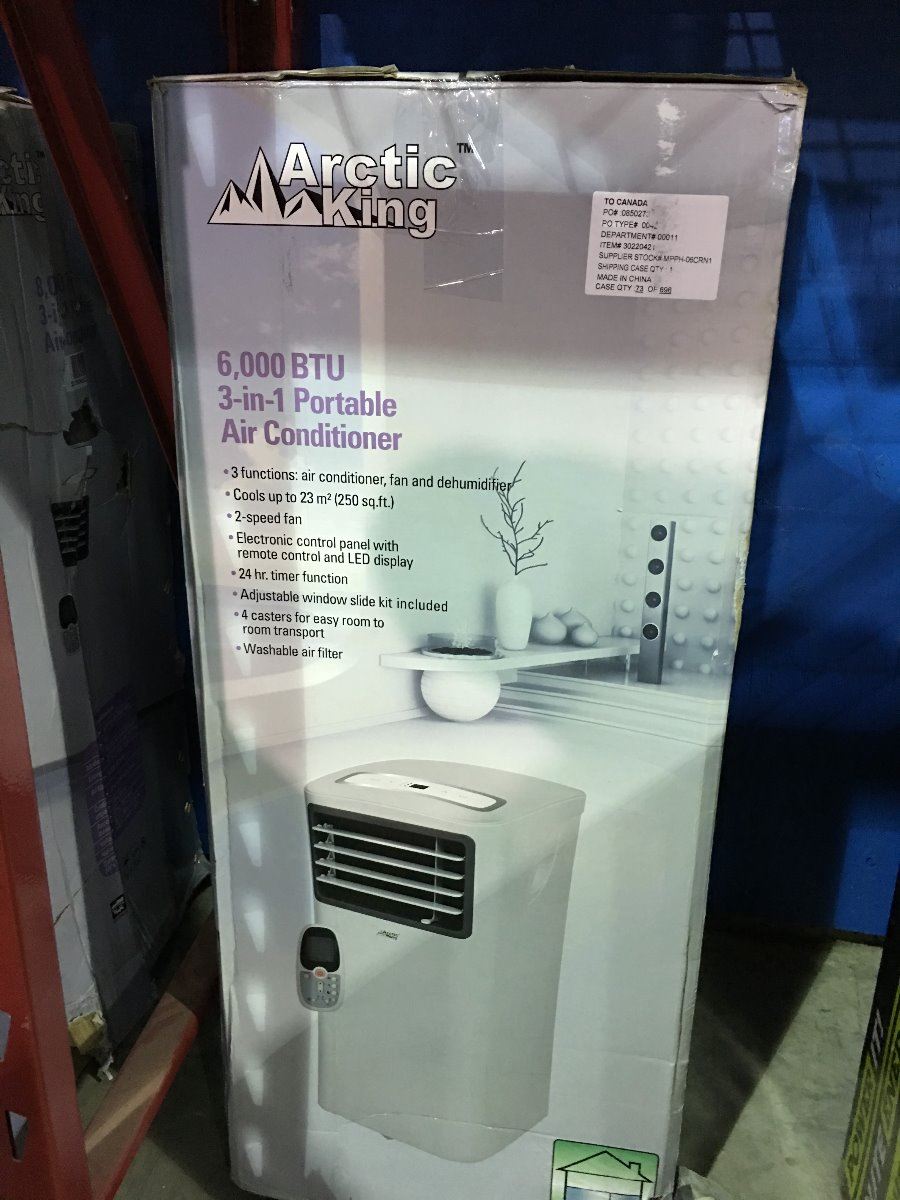 Arctic
King
TM
TO CANADA
PO#
PO TYPE#
DEPARTMENT# 00011
ITEM# 3022042
SUPPLIER STOCK# MPPH-06CRN1
SHIPPING CASE QTY : 1
MADE IN CHINA
CASE QTY 73 OF 696
6,000 BTU
3-in-1 Portable
Air Conditioner
• 3 functions: air conditioner, fan and dehumidifier
• Cools up to 23 m² (250 sq.ft.)
• 2-speed fan
• Electronic control panel with
remote control and LED display
• 24 hr. timer function
• Adjustable window slide kit included
• 4 casters for easy room to
room transport
• Washable air filter